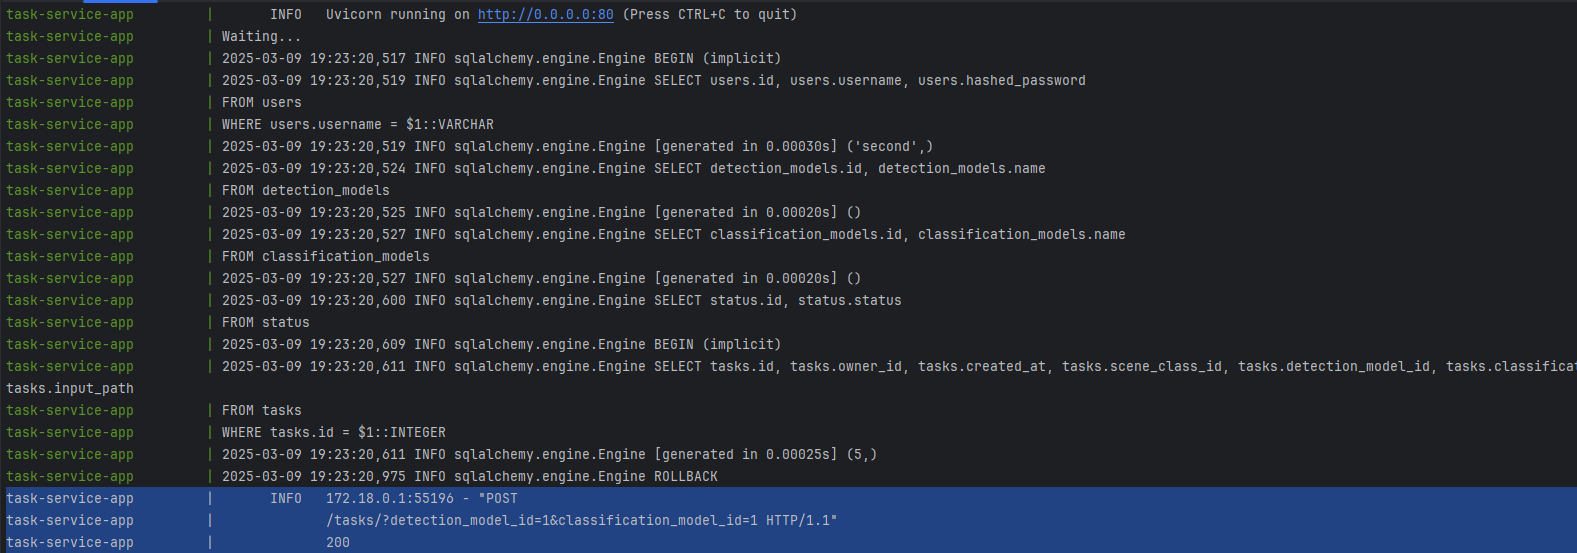 task-service-app | INFO Uvicorn running on http://0.0.0.0:80 (Press CTRL+C to quit)
task-service-app | Waiting...
task-service-app | 2025-03-09 19:23:20,517 INFO sqlalchemy.engine.Engine BEGIN (implicit)
task-service-app | 2025-03-09 19:23:20,519 INFO sqlalchemy.engine.Engine SELECT users.id, users.username, users.hashed_password
task-service-app | FROM users
task-service-app | WHERE users.username = $1::VARCHAR
task-service-app | 2025-03-09 19:23:20,519 INFO sqlalchemy.engine.Engine [generated in 0.00030s] ('second',)
task-service-app | 2025-03-09 19:23:20,524 INFO sqlalchemy.engine.Engine SELECT detection_models.id, detection_models.name
task-service-app | FROM detection_models
task-service-app | 2025-03-09 19:23:20,525 INFO sqlalchemy.engine.Engine [generated in 0.00020s] ()
task-service-app | 2025-03-09 19:23:20,527 INFO sqlalchemy.engine.Engine SELECT classification_models.id, classification_models.name
task-service-app | FROM classification_models
task-service-app | 2025-03-09 19:23:20,527 INFO sqlalchemy.engine.Engine [generated in 0.00020s] ()
task-service-app | 2025-03-09 19:23:20,600 INFO sqlalchemy.engine.Engine SELECT status.id, status.status
task-service-app | FROM status
task-service-app | 2025-03-09 19:23:20,609 INFO sqlalchemy.engine.Engine BEGIN (implicit)
task-service-app | 2025-03-09 19:23:20,611 INFO sqlalchemy.engine.Engine SELECT tasks.id, tasks.owner_id, tasks.created_at, tasks.scene_class_id, tasks.detection_model_id,
tasks.input_path
task-service-app | FROM tasks
task-service-app | WHERE tasks.id = $1::INTEGER
task-service-app | 2025-03-09 19:23:20,611 INFO sqlalchemy.engine.Engine [generated in 0.00025s] (5,)
task-service-app | 2025-03-09 19:23:20,975 INFO sqlalchemy.engine.Engine ROLLBACK
task-service-app | INFO 172.18.0.1:55196 - "POST
task-service-app | /tasks/?detection_model_id=1&classification_model_id=1 HTTP/1.1"
task-service-app | 200